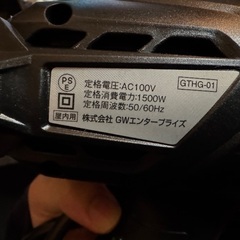 PS
E
屋内用
定格電圧:AC100V
定格消費電力:1500W
定格周波数:50/60Hz
株式会社 GWエンタープライズ
GTHG-01